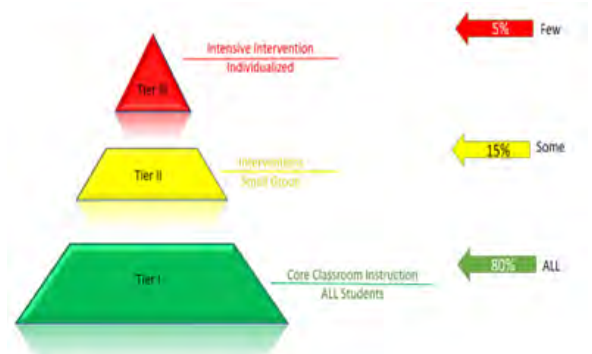 5%
Few
Intensive Intervention
Individualized
Tier III
15%
Some
Interventions
Small Group
Tier II
80%
ALL
Core Classroom Instruction
ALL Students
Tier I